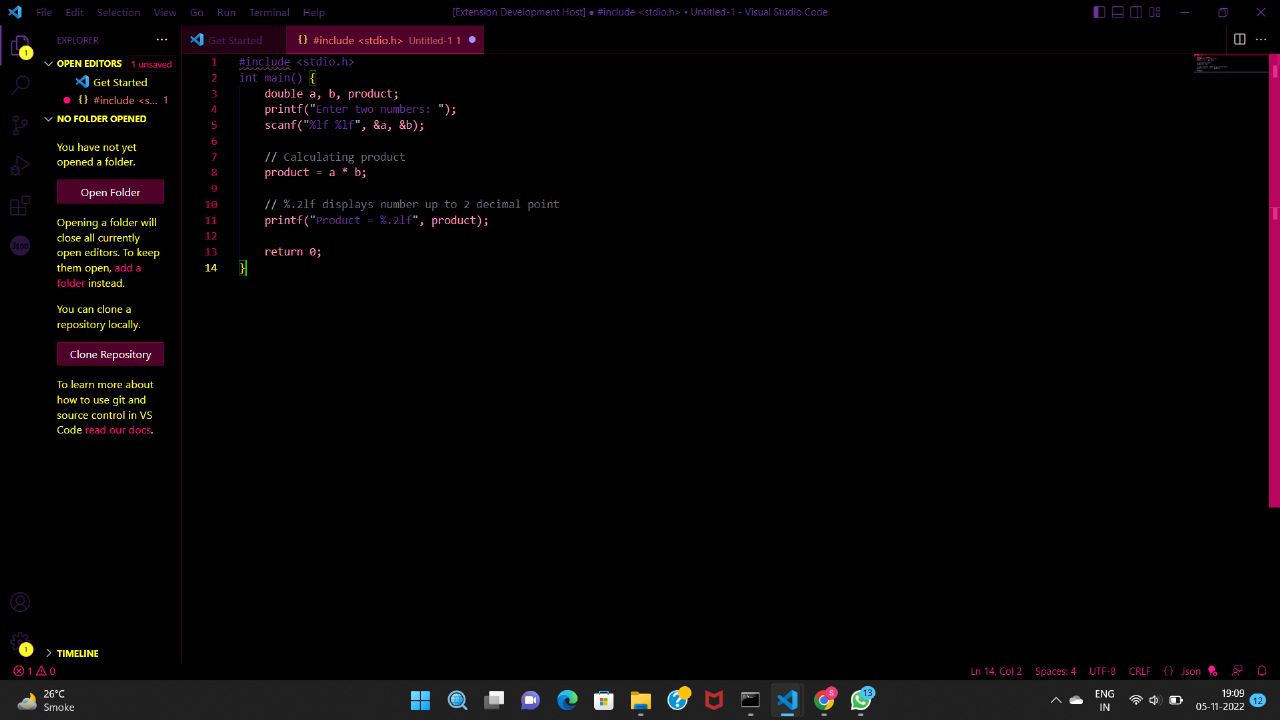 File Edit Selection View Go Run Terminal Help
[Extension Development Host] ● #include <stdio.h> • Untitled-1 - Visual Studio Code
EXPLORER
OPEN EDITORS 1 unsaved
Get Started
#include <s... 1
NO FOLDER OPENED
You have not yet
opened a folder.
Open Folder
Opening a folder will
close all currently
open editors. To keep
them open, add a
folder instead.
You can clone a
repository locally.
Clone Repository
To learn more about
how to use git and
source control in VS
Code read our docs.
TIMELINE
1
1
Json
Get Started
{} #include <stdio.h> Untitled-1 1
1 #include <stdio.h>
2 int main() {
3 double a, b, product;
4 printf("Enter two numbers: ");
5 scanf("%lf %lf", &a, &b);
6
7 // Calculating product
8 product = a * b;
9
10 // %.2lf displays number up to 2 decimal point
11 printf("Product = %.2lf", product);
12
13 return 0;
14 }
1 0
Ln 14, Col 2 Spaces: 4 UTF-8 CRLF {} Json
26°C
Smoke
S
13
ENG
IN
19:09
05-11-2022
12